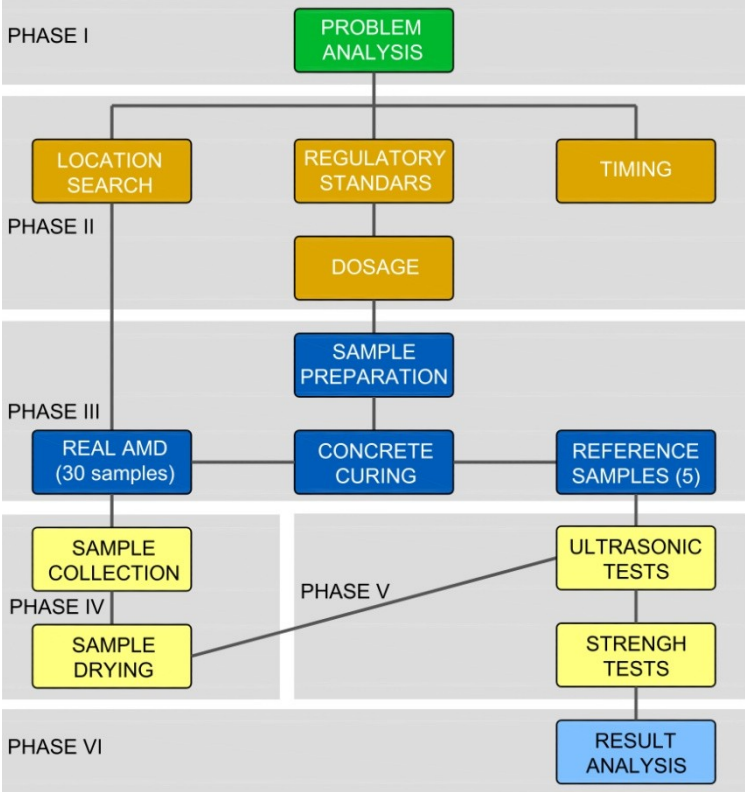 PHASE I
PROBLEM
ANALYSIS
LOCATION
SEARCH
REGULATORY
STANDARS
TIMING
PHASE II
DOSAGE
SAMPLE
PREPARATION
PHASE III
REAL AMD
(30 samples)
CONCRETE
CURING
REFERENCE
SAMPLES (5)
SAMPLE
COLLECTION
PHASE IV
SAMPLE
DRYING
PHASE V
ULTRASONIC
TESTS
STRENGH
TESTS
PHASE VI
RESULT
ANALYSIS